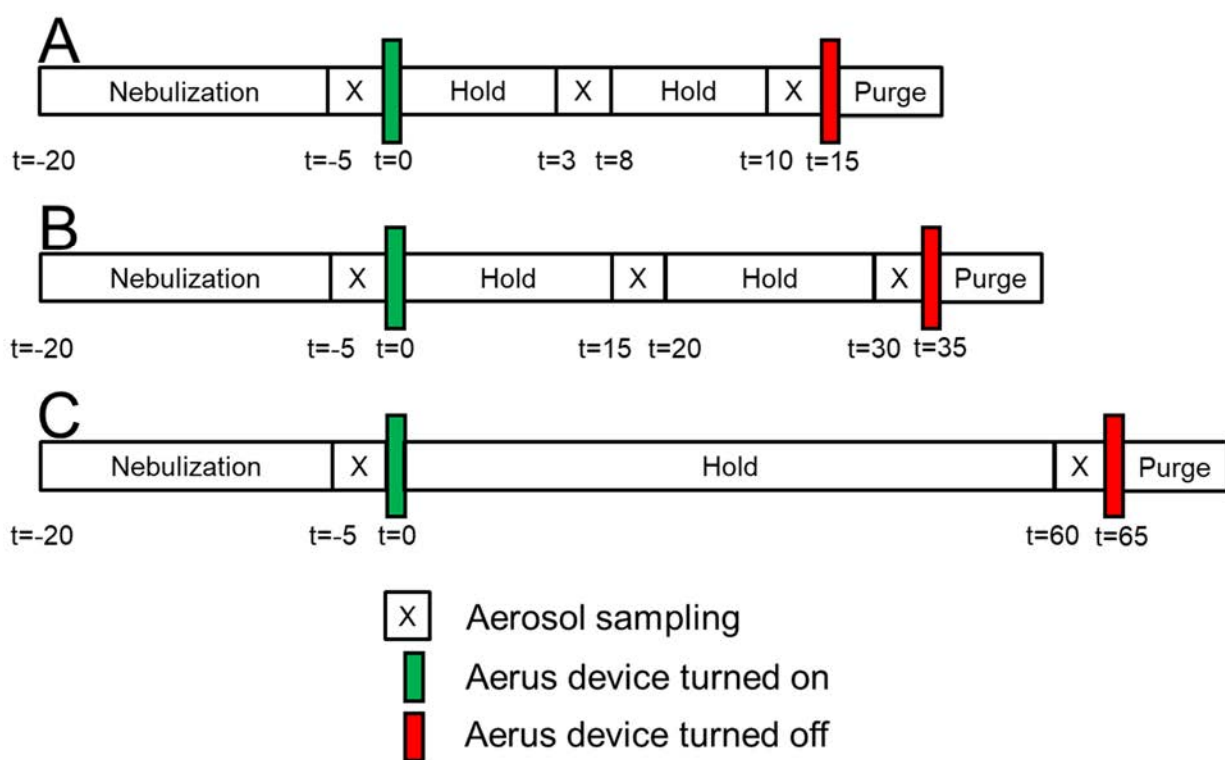 A
Nebulization X Hold X Hold X Purge
t=-20 t=-5 t=0 t=3 t=8 t=10 t=15
B
Nebulization X Hold X Hold X Purge
t=-20 t=-5 t=0 t=15 t=20 t=30 t=35
C
Nebulization X Hold X Purge
t=-20 t=-5 t=0 t=60 t=65
X Aerosol sampling
Aerus device turned on
Aerus device turned off